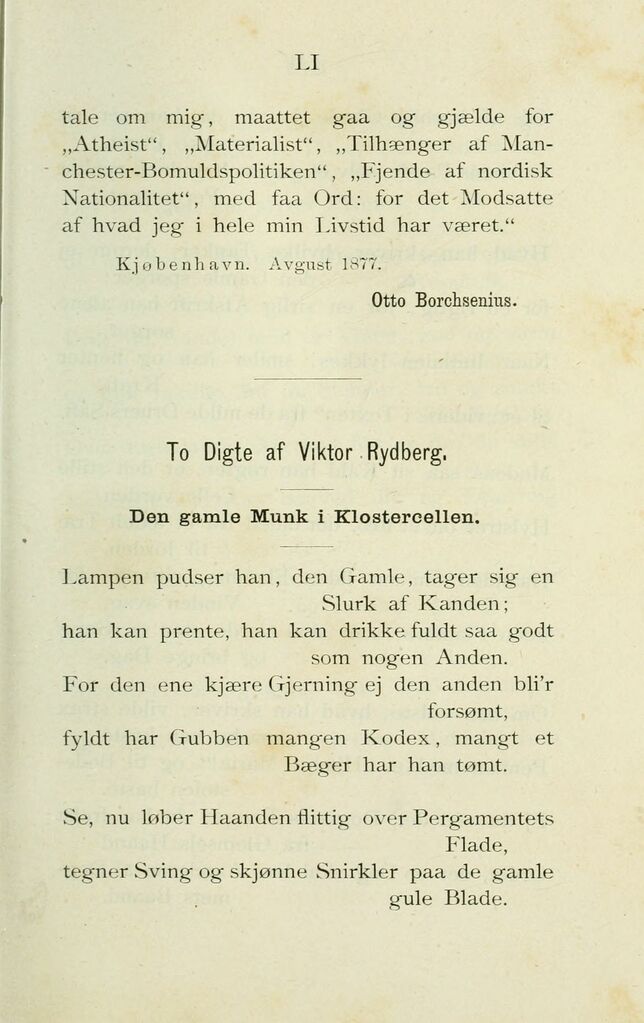 LI
tale om mig, maattet gaa og gjælde for
„Atheist“, „Materialist“, „Tilhænger af Man-
chester-Bomuldspolitiken“, „Fjende af nordisk
Nationalitet“, med faa Ord: for det Modsatte
af hvad jeg i hele min Livstid har været.“
Kjøbenhavn. Avgust 1877.
Otto Borchsenius.
To Digte af Viktor Rydberg.
Den gamle Munk i Klostercellen.
Lampen pudser han, den Gamle, tager sig en
Slurk af Kanden;
han kan prente, han kan drikke fuldt saa godt
som nogen Anden.
For den ene kjære Gjerning ej den anden bli'r
forsømt,
fyldt har Gubben mangen Kodex, mangt et
Bæger har han tømt.
Se, nu løber Haanden flittig over Pergamentets
Flade,
tegner Sving og skjønne Snirkler paa de gamle
gule Blade.